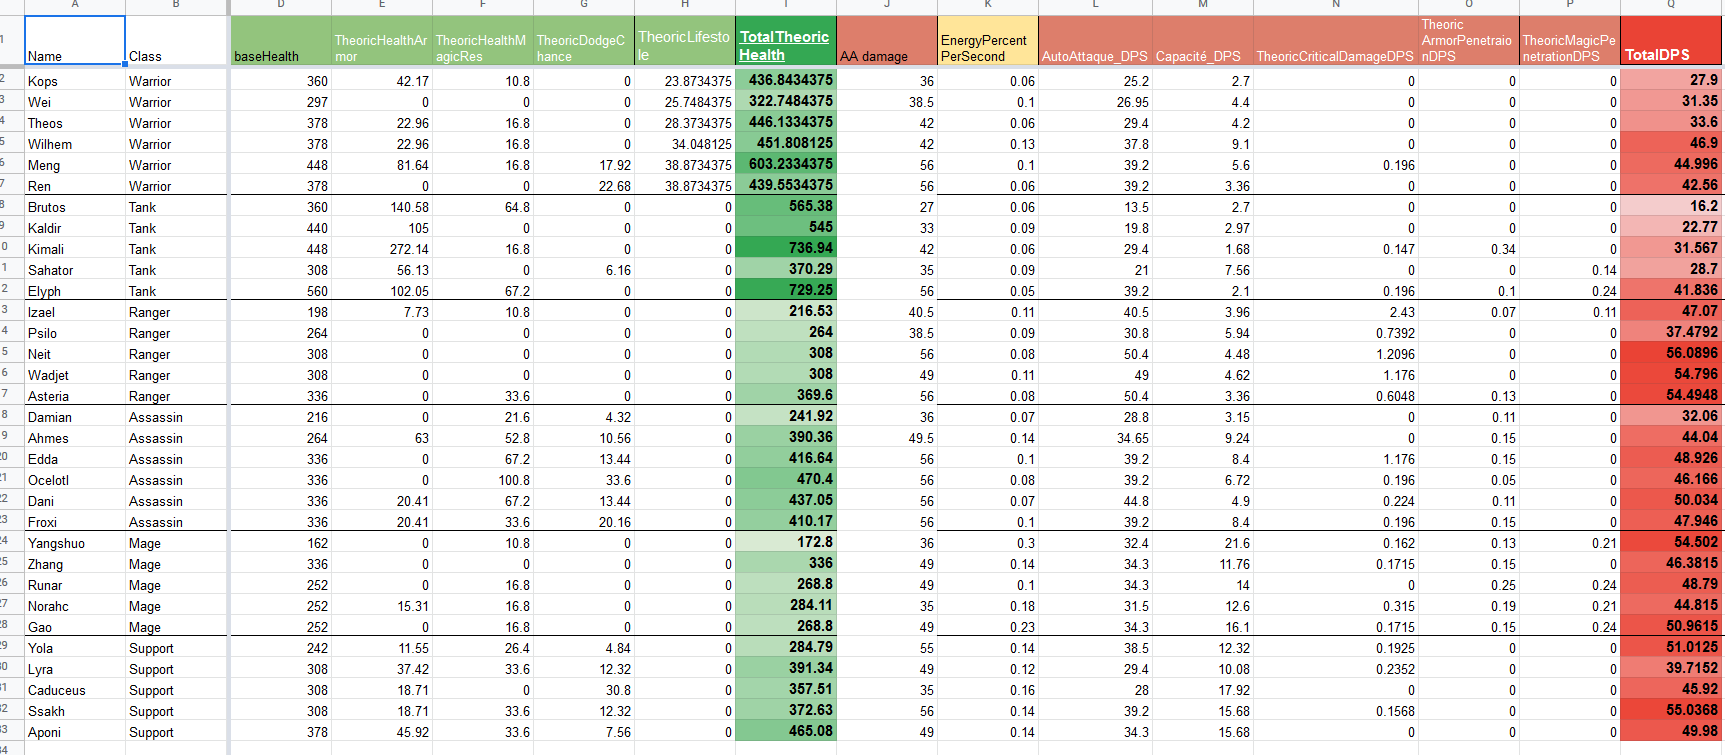 A B D E F G H I J K L M N O P Q
1 Name Class baseHealth TheoricHealthArmor TheoricHealthMagicRes TheoricDodgeChance TheoricLifestole TotalTheoric Health AA damage EnergyPercentPerSecond AutoAttaque_DPS Capacité_DPS TheoricCriticalDamageDPS Theoric ArmorPenetraionDPS TheoricMagicPenetrationDPS TotalDPS
2 Kops Warrior 360 42.17 10.8 0 23.8734375 436.8434375 36 0.06 25.2 2.7 0 0 0 27.9
3 Wei Warrior 297 0 0 0 25.7484375 322.7484375 38.5 0.1 26.95 4.4 0 0 0 31.35
4 Theos Warrior 378 22.96 16.8 0 28.3734375 446.1334375 42 0.06 29.4 4.2 0 0 0 33.6
5 Wilhem Warrior 378 22.96 16.8 0 34.048125 451.808125 42 0.13 37.8 9.1 0 0 0 46.9
6 Meng Warrior 448 81.64 16.8 17.92 38.8734375 603.2334375 56 0.1 39.2 5.6 0.196 0 0 44.996
7 Ren Warrior 378 0 0 22.68 38.8734375 439.5534375 56 0.06 39.2 3.36 0 0 0 42.56
8 Brutos Tank 360 140.58 64.8 0 0 565.38 27 0.06 13.5 2.7 0 0 0 16.2
9 Kaldir Tank 440 105 0 0 0 545 33 0.09 19.8 2.97 0 0 0 22.77
0 Kimali Tank 448 272.14 16.8 0 0 736.94 42 0.06 29.4 1.68 0.147 0.34 0 31.567
1 Sahator Tank 308 56.13 0 6.16 0 370.29 35 0.09 21 7.56 0 0 0.14 28.7
2 Elyph Tank 560 102.05 67.2 0 0 729.25 56 0.05 39.2 2.1 0.196 0.1 0.24 41.836
3 Izael Ranger 198 7.73 10.8 0 0 216.53 40.5 0.11 40.5 3.96 2.43 0.07 0.11 47.07
4 Psilo Ranger 264 0 0 0 0 264 38.5 0.09 30.8 5.94 0.7392 0 0 37.4792
5 Neit Ranger 308 0 0 0 0 308 56 0.08 50.4 4.48 1.2096 0 0 56.0896
6 Wadjet Ranger 308 0 0 0 0 308 49 0.11 49 4.62 1.176 0 0 54.796
7 Asteria Ranger 336 0 33.6 0 0 369.6 56 0.08 50.4 3.36 0.6048 0.13 0 54.4948
8 Damian Assassin 216 0 21.6 4.32 0 241.92 36 0.07 28.8 3.15 0 0.11 0 32.06
9 Ahmes Assassin 264 63 52.8 10.56 0 390.36 49.5 0.14 34.65 9.24 0 0.15 0 44.04
20 Edda Assassin 336 0 67.2 13.44 0 416.64 56 0.1 39.2 8.4 1.176 0.15 0 48.926
21 Ocelotl Assassin 336 0 100.8 33.6 0 470.4 56 0.08 39.2 6.72 0.196 0.05 0 46.166
22 Dani Assassin 336 20.41 67.2 13.44 0 437.05 56 0.07 44.8 4.9 0.224 0.11 0 50.034
23 Froxi Assassin 336 20.41 33.6 20.16 0 410.17 56 0.1 39.2 8.4 0.196 0.15 0 47.946
24 Yangshuo Mage 162 0 10.8 0 0 172.8 36 0.3 32.4 21.6 0.162 0.13 0.21 54.502
25 Zhang Mage 336 0 0 0 0 336 49 0.14 34.3 11.76 0.1715 0.15 0 46.3815
26 Runar Mage 252 0 16.8 0 0 268.8 49 0.1 34.3 14 0 0.25 0.24 48.79
27 Norahc Mage 252 15.31 16.8 0 0 284.11 35 0.18 31.5 12.6 0.315 0.19 0.21 44.815
28 Gao Mage 252 0 16.8 0 0 268.8 49 0.23 34.3 16.1 0.1715 0.15 0.24 50.9615
29 Yola Support 242 11.55 26.4 4.84 0 284.79 55 0.14 38.5 12.32 0.1925 0 0 51.0125
30 Lyra Support 308 37.42 33.6 12.32 0 391.34 49 0.12 29.4 10.08 0.2352 0 0 39.7152
31 Caduceus Support 308 18.71 0 30.8 0 357.51 35 0.16 28 17.92 0 0 0 45.92
32 Ssakh Support 308 18.71 33.6 12.32 0 372.63 56 0.14 39.2 15.68 0.1568 0 0 55.0368
33 Aponi Support 378 45.92 33.6 7.56 0 465.08 49 0.14 34.3 15.68 0 0 0 49.98
34